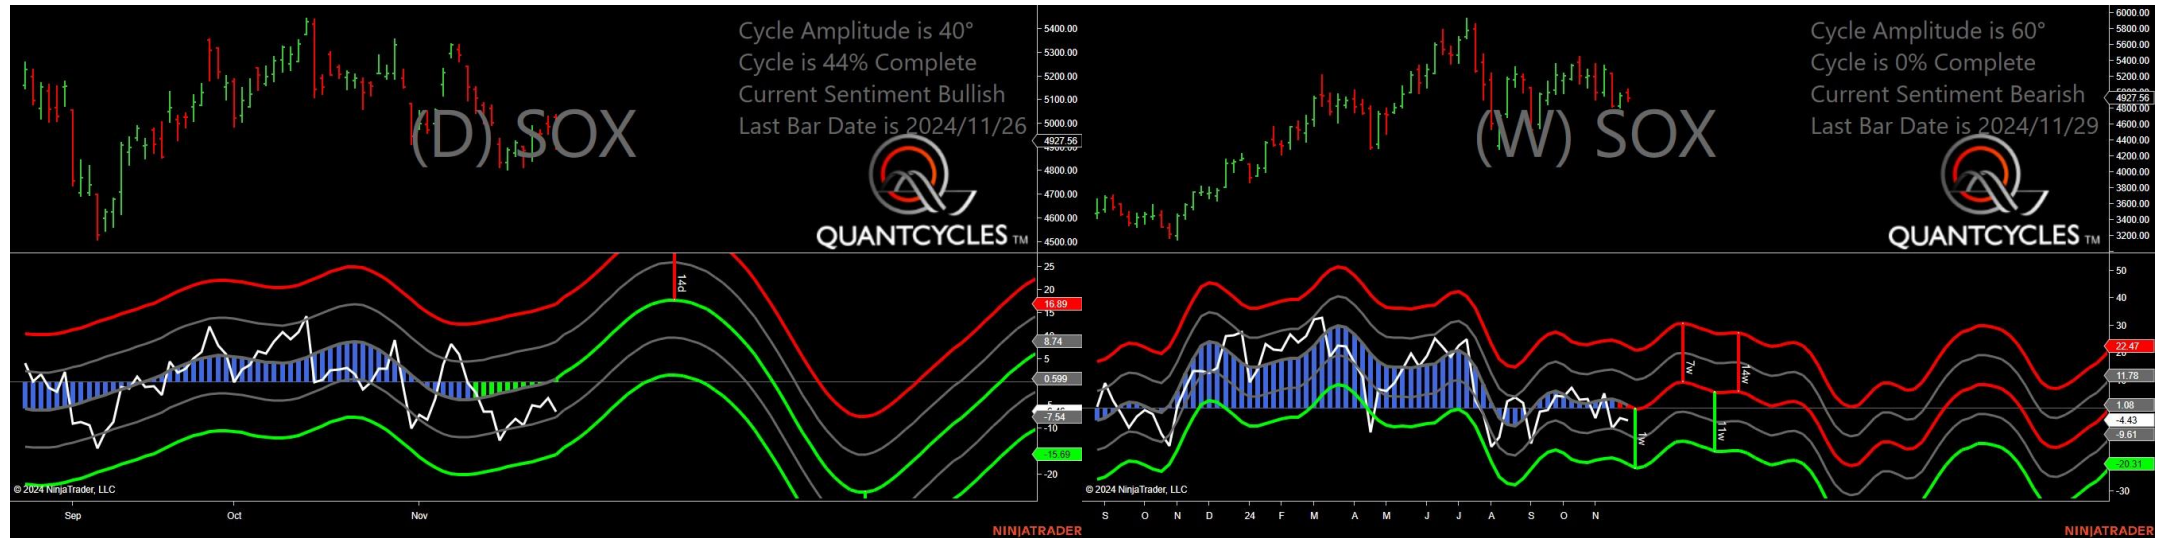 Cycle Amplitude is 40°
Cycle is 44% Complete
Current Sentiment Bullish
Last Bar Date is 2024/11/26
(D) SOX
QUANTCYCLES TM
5400.00
5200.00
5100.00
5000.00
4927.56
4800.00
4700.00
4600.00
4500.00
14d
25
20
16.89
15
8.74
5
0.599
-7.54
-10
-15.69
-20
© 2024 NinjaTrader, LLC
Sep Oct Nov
NINJATRADER
Cycle Amplitude is 60°
Cycle is 0% Complete
Current Sentiment Bearish
Last Bar Date is 2024/11/29
(W) SOX
QUANTCYCLES TM
6000.00
5800.00
5600.00
5400.00
5200.00
4927.56
4600.00
4400.00
4200.00
4000.00
3800.00
3600.00
3400.00
3200.00
7w
14w
1w
11w
50
40
30
22.47
11.78
1.08
-4.43
-9.61
-20.31
-30
© 2024 NinjaTrader, LLC
S O N D 24 F M A M J J A S O N
NINJATRADER